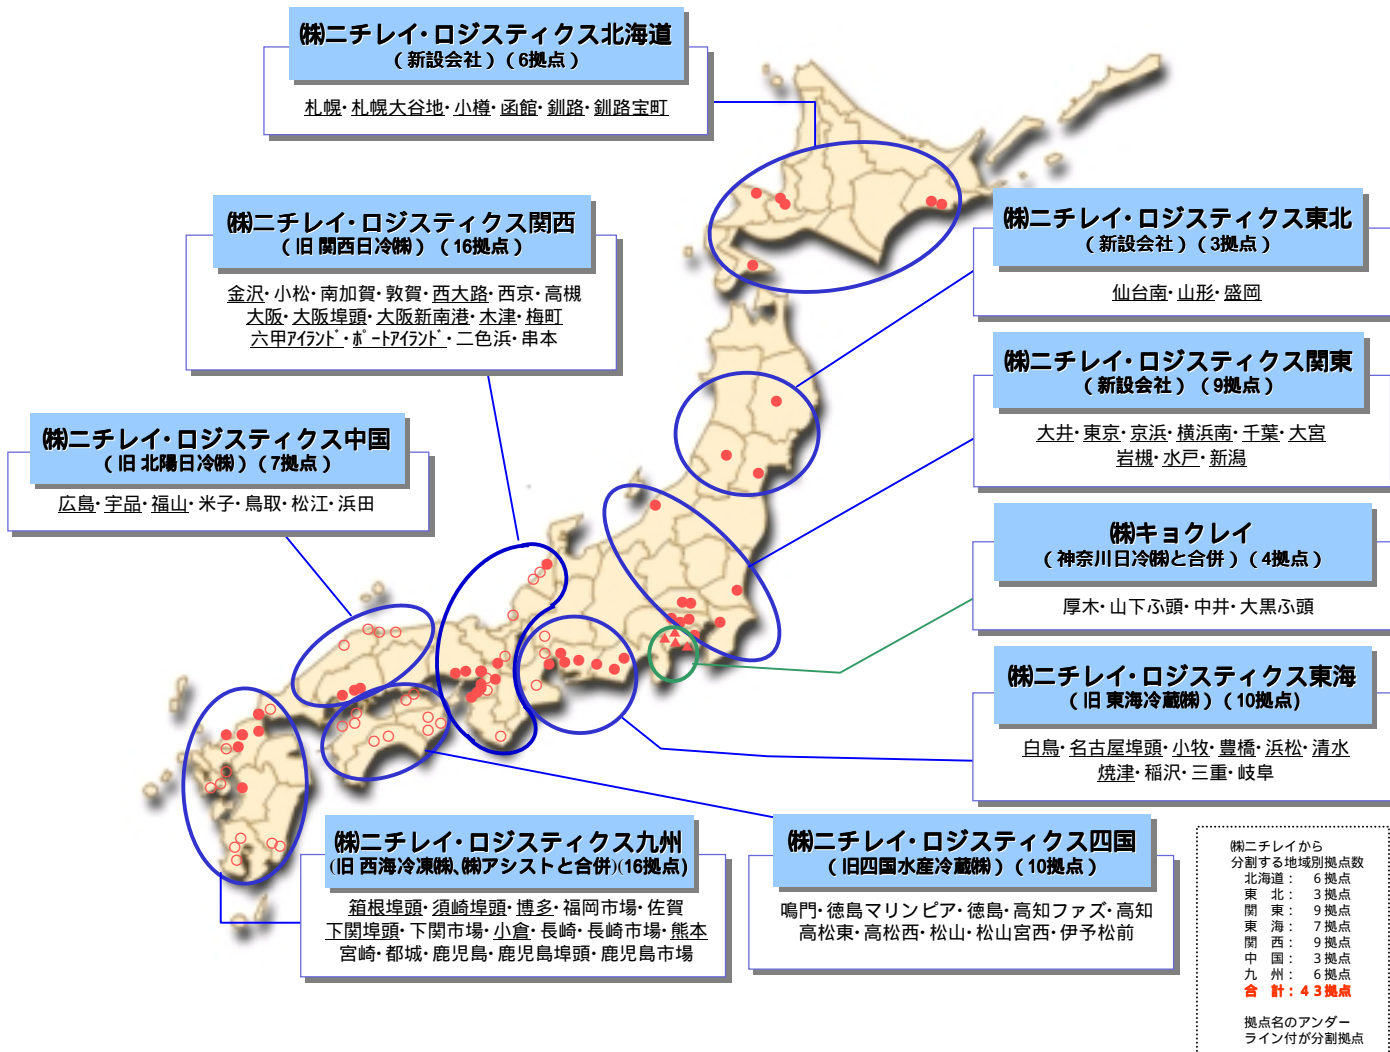 ㈱ニチレイ・ロジスティクス北海道
（新設会社）（6拠点）
札幌・札幌大谷地・小樽・函館・釧路・釧路宝町
㈱ニチレイ・ロジスティクス関西
（旧 関西日冷㈱）（16拠点）
金沢・小松・南加賀・敦賀・西大路・西京・高槻
大阪・大阪埠頭・大阪新南港・木津・梅町
六甲ｱｲﾗﾝﾄﾞ・ﾎﾟｰﾄｱｲﾗﾝﾄﾞ・二色浜・串本
㈱ニチレイ・ロジスティクス東北
（新設会社）（3拠点）
仙台南・山形・盛岡
㈱ニチレイ・ロジスティクス関東
（新設会社）（9拠点）
大井・東京・京浜・横浜南・千葉・大宮
岩槻・水戸・新潟
㈱ニチレイ・ロジスティクス中国
（旧 北陽日冷㈱）（7拠点）
広島・宇品・福山・米子・鳥取・松江・浜田
㈱キョクレイ
（神奈川日冷㈱と合併）（4拠点）
厚木・山下ふ頭・中井・大黒ふ頭
㈱ニチレイ・ロジスティクス東海
（旧 東海冷蔵㈱）（10拠点)
白鳥・名古屋埠頭・小牧・豊橋・浜松・清水
焼津・稲沢・三重・岐阜
㈱ニチレイ・ロジスティクス九州
(旧 西海冷凍㈱、㈱アシストと合併)(16拠点)
箱根埠頭・須崎埠頭・博多・福岡市場・佐賀
下関埠頭・下関市場・小倉・長崎・長崎市場・熊本
宮崎・都城・鹿児島・鹿児島埠頭・鹿児島市場
㈱ニチレイ・ロジスティクス四国
（旧四国水産冷蔵㈱）（10拠点）
鳴門・徳島マリンピア・徳島・高知ファズ・高知
高松東・高松西・松山・松山宮西・伊予松前
㈱ニチレイから
分割する地域別拠点数
北海道： 6拠点
東 北： 3拠点
関 東： 9拠点
東 海： 7拠点
関 西： 9拠点
中 国： 3拠点
九 州： 6拠点
合 計：４３拠点
拠点名のアンダー
ライン付が分割拠点